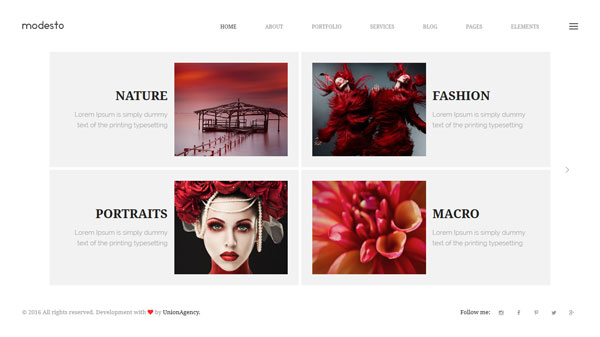 modesto
HOME ABOUT PORTFOLIO SERVICES BLOG PAGES ELEMENTS
NATURE
Lorem Ipsum is simply dummy
text of the printing typesetting
FASHION
Lorem Ipsum is simply dummy
text of the printing typesetting
PORTRAITS
Lorem Ipsum is simply dummy
text of the printing typesetting
MACRO
Lorem Ipsum is simply dummy
text of the printing typesetting
© 2016 All rights reserved. Development with ❤ by UnionAgency.
Follow me: